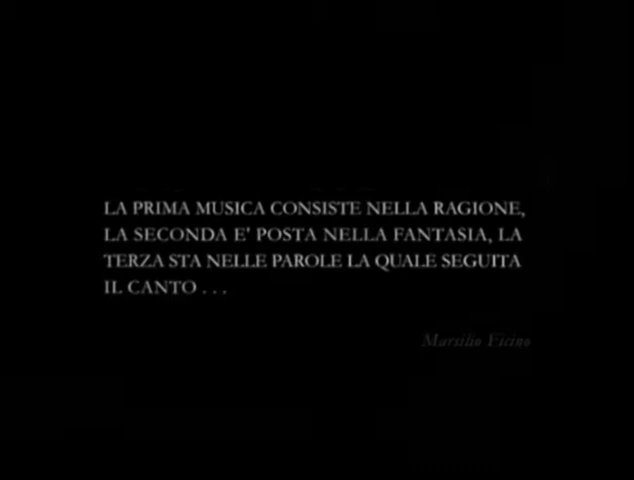 LA PRIMA MUSICA CONSISTE NELLA RAGIONE,
LA SECONDA E' POSTA NELLA FANTASIA, LA
TERZA STA NELLE PAROLE LA QUALE SEGUITA
IL CANTO . . .
Marsilio Ficino